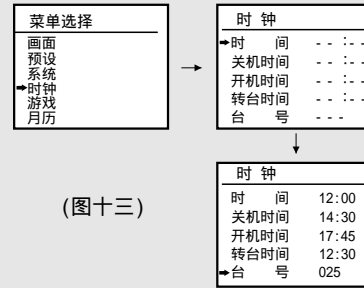 菜单选择
画面
预设
系统
➡时钟
游戏
月历
时 钟
➡时 间 - - :- -
关机时间 - - :- -
开机时间 - - :- -
转台时间 - - :- -
台 号 - - -
时 钟
时 间 12:00
关机时间 14:30
开机时间 17:45
转台时间 12:30
➡台 号 025
(图十三)